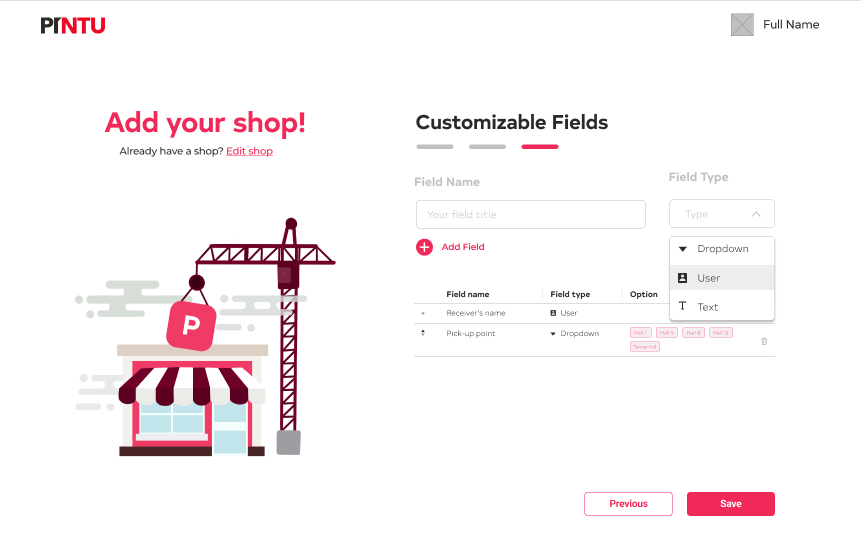 PINTU
Full Name
Add your shop!
Already have a shop? Edit shop
P
Customizable Fields
Field Name
Field Type
Your field title
Type
Add Field
Dropdown
User
Text
Field name Field type Option
Receiver's name User
Pick-up point Dropdown Hall 1 Hall 5 Hall 8 Hall 12
Tamarind
Previous Save